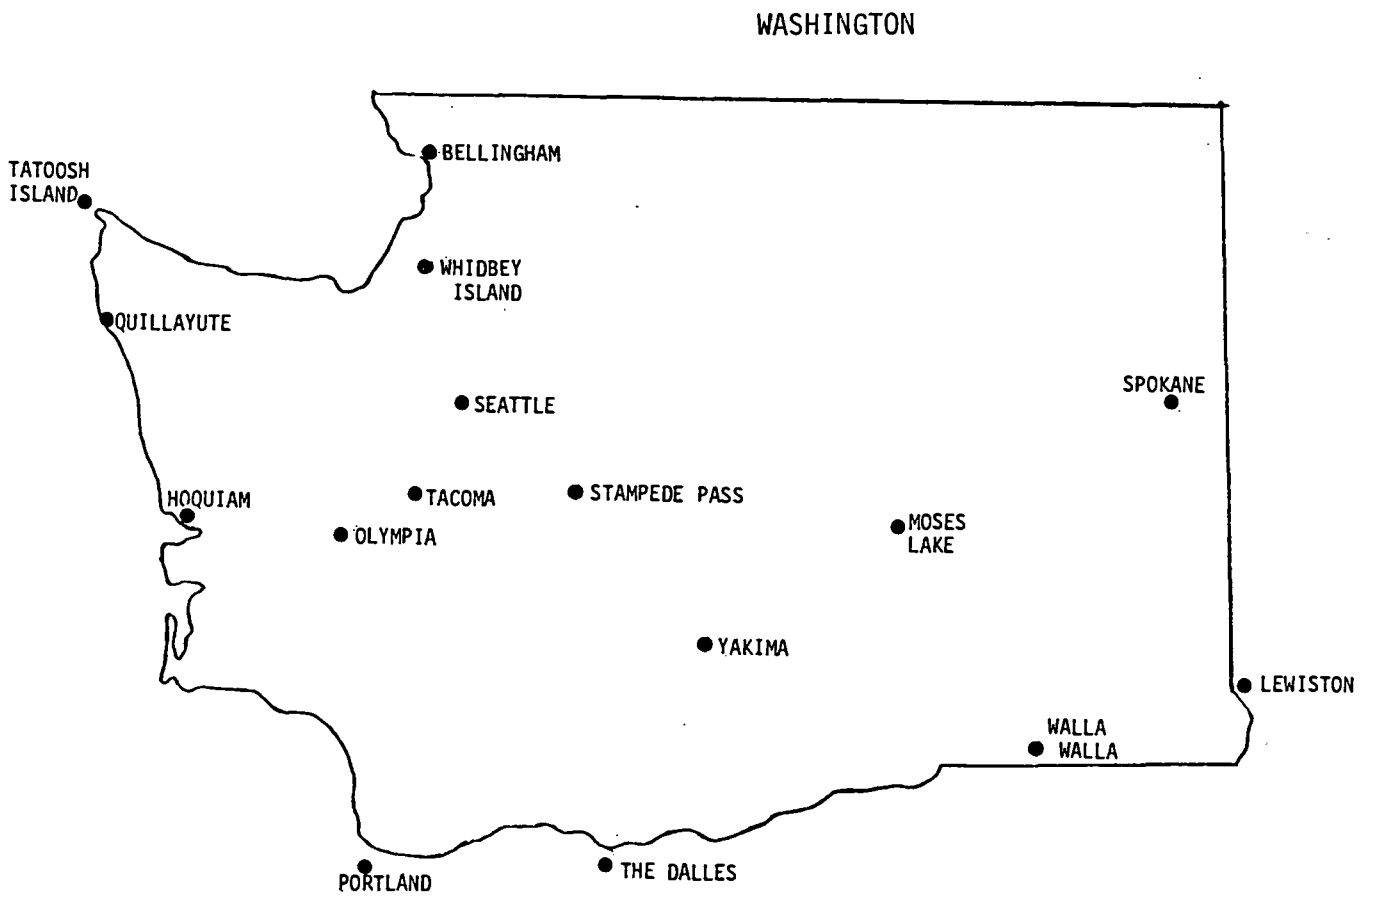 WASHINGTON
BELLINGHAM
TATOOSH
ISLAND
WHIDBEY
ISLAND
QUILLAYUTE
SPOKANE
SEATTLE
HOQUIAM
TACOMA
STAMPEDE PASS
OLYMPIA
MOSES
LAKE
YAKIMA
LEWISTON
WALLA
WALLA
THE DALLES
PORTLAND